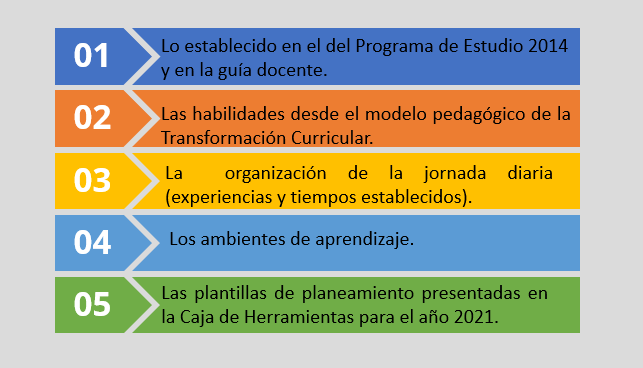 01
Lo establecido en el del Programa de Estudio 2014
y en la guía docente.
02
Las habilidades desde el modelo pedagógico de la
Transformación Curricular.
03
La organización de la jornada diaria
(experiencias y tiempos establecidos).
04
Los ambientes de aprendizaje.
05
Las plantillas de planeamiento presentadas en
la Caja de Herramientas para el año 2021.